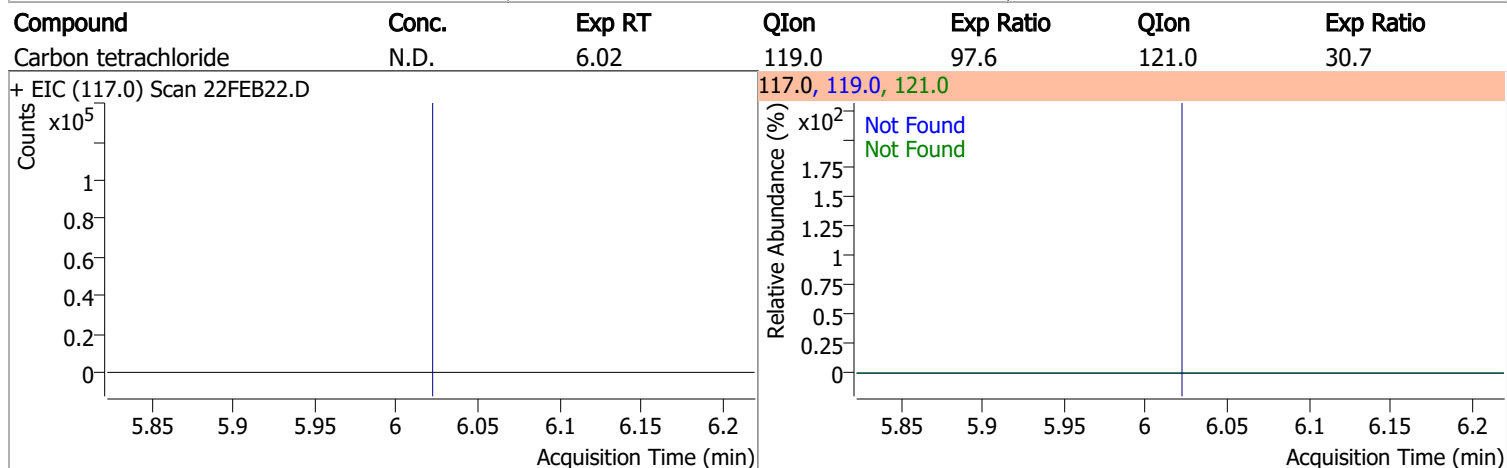 Compound Conc. Exp RT QIon Exp Ratio QIon Exp Ratio
Carbon tetrachloride N.D. 6.02 119.0 97.6 121.0 30.7
+ EIC (117.0) Scan 22FEB22.D
Counts
x10⁵
1
0.8
0.6
0.4
0.2
0
5.85 5.9 5.95 6 6.05 6.1 6.15 6.2
Acquisition Time (min)
117.0, 119.0, 121.0
Relative Abundance (%)
x10²
Not Found
Not Found
1.75
1.5
1.25
1
0.75
0.5
0.25
0
5.85 5.9 5.95 6 6.05 6.1 6.15 6.2
Acquisition Time (min)